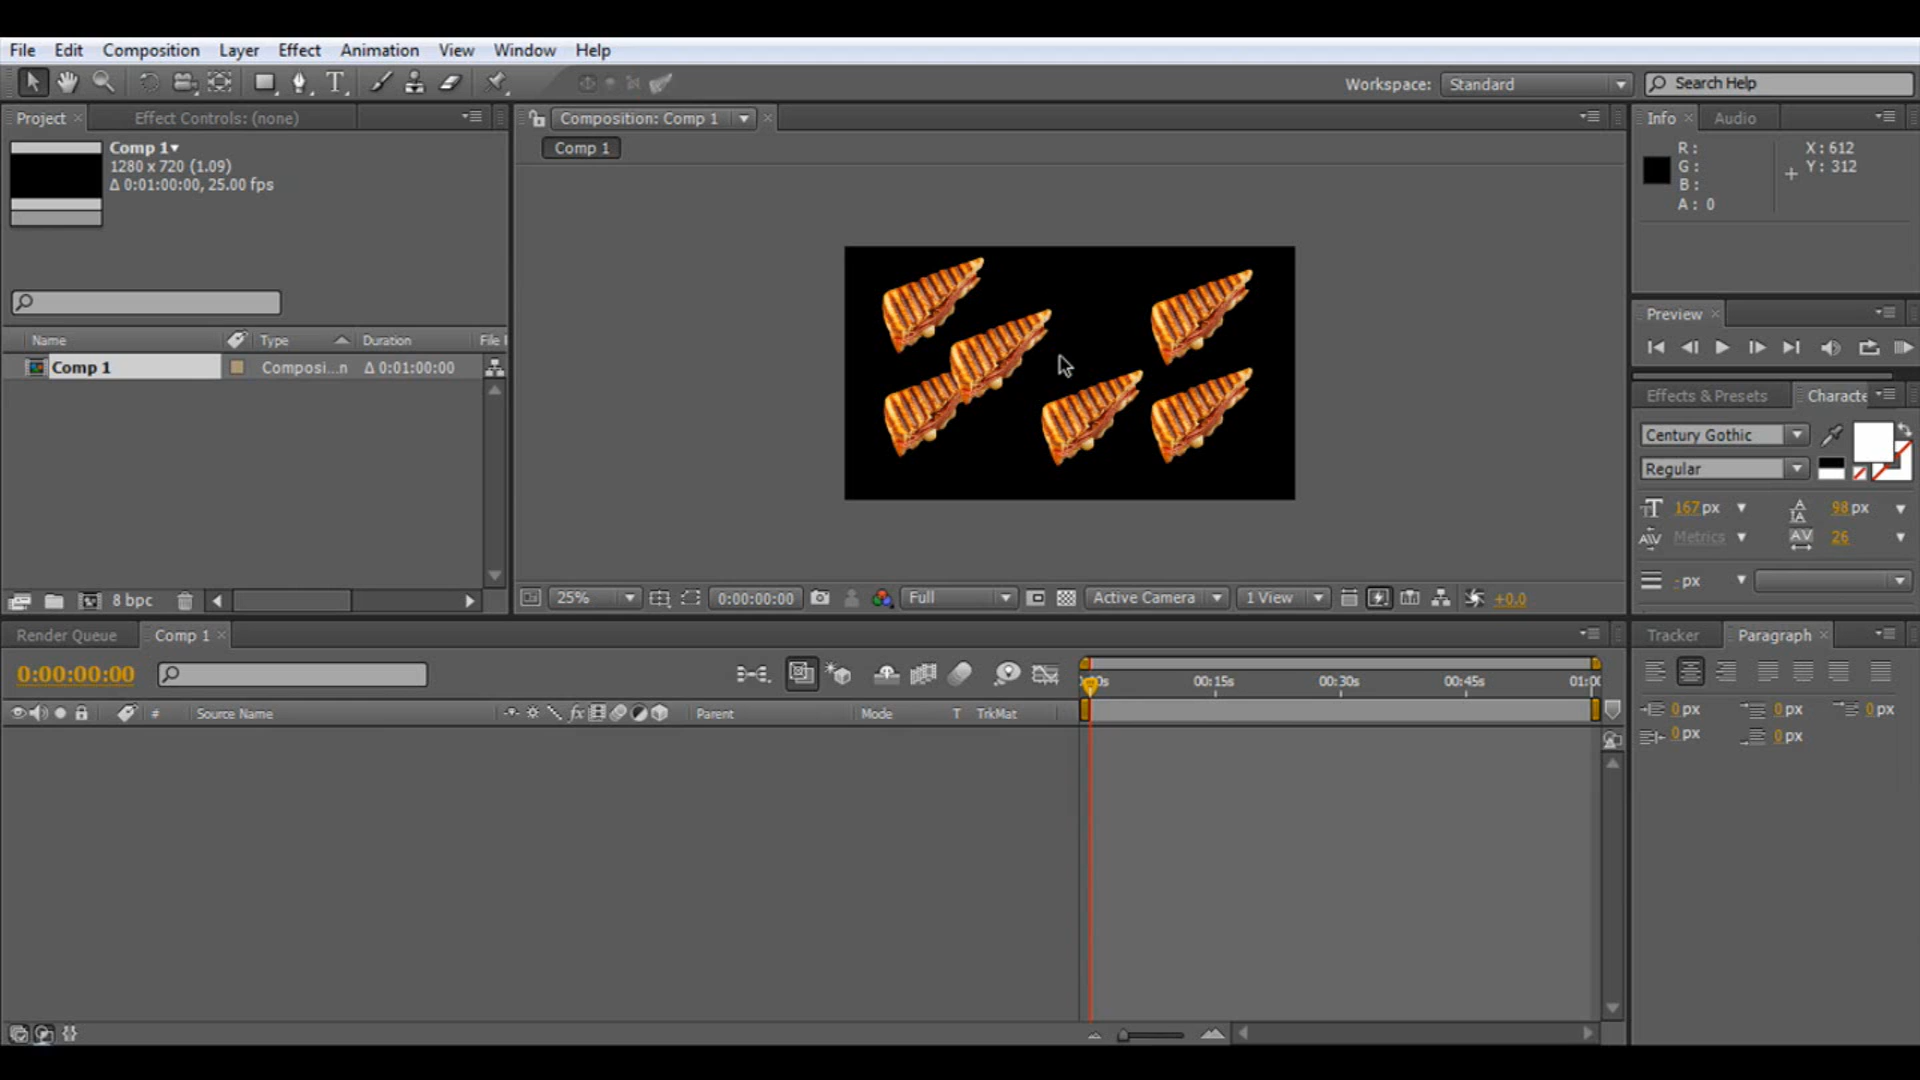 File Edit Composition Layer Effect Animation View Window Help
Workspace: Standard Search Help
Project Effect Controls: (none) Composition: Comp 1 Info Audio
Comp 1
1280 x 720 (1.09)
Δ 0:01:00:00, 25.00 fps
Comp 1
R: X: 612
G: Y: 312
B:
A: 0
Preview
Name Type Duration File
Comp 1 Composi...n Δ 0:01:00:00
Effects & Presets Characte
Century Gothic
Regular
167 px 98 px
Metrics 26
- px
8 bpc 25% 0:00:00:00 Full Active Camera 1 View +0.0
Render Queue Comp 1 Tracker Paragraph
0:00:00:00
00:15s 00:30s 00:45s
# Source Name fx Parent Mode T TrkMat
0 px 0 px 0 px
0 px 0 px